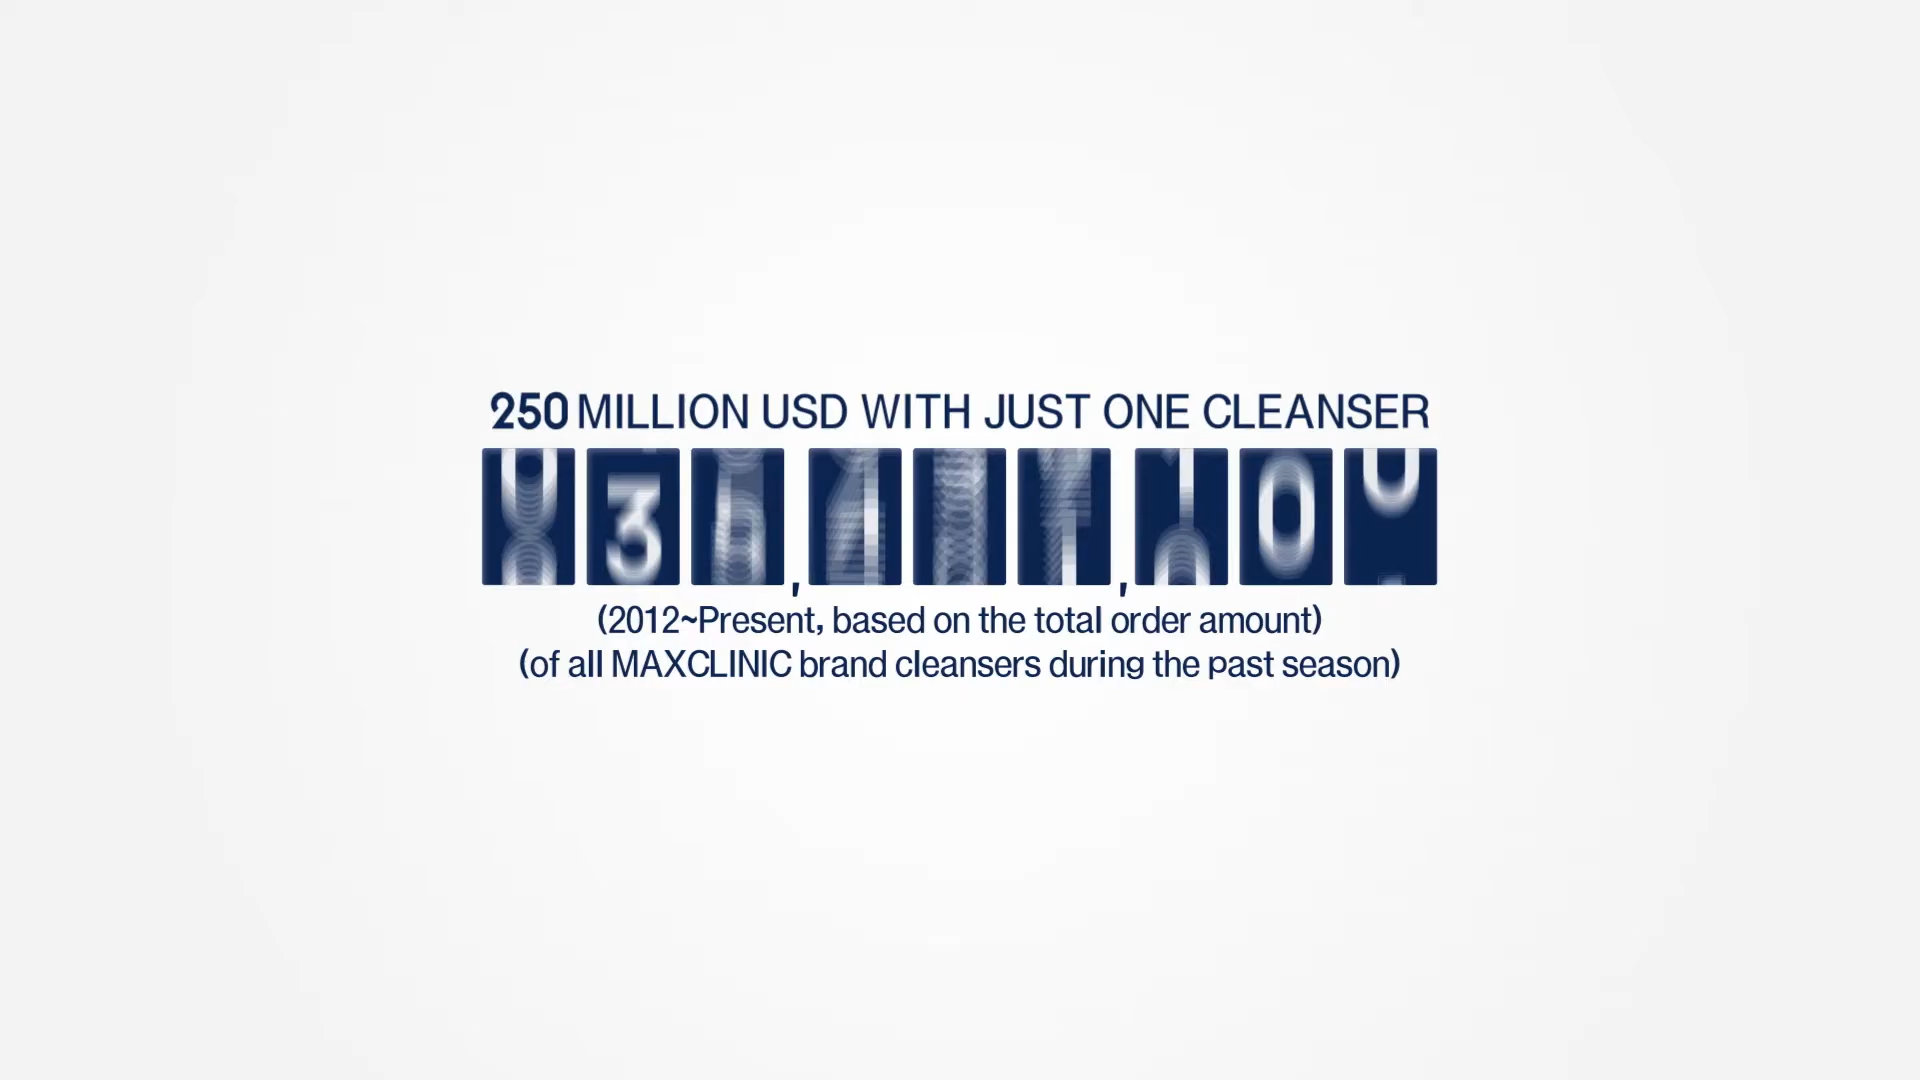 250 MILLION USD WITH JUST ONE CLEANSER
(2012~Present, based on the total order amount)
(of all MAXCLINIC brand cleansers during the past season)